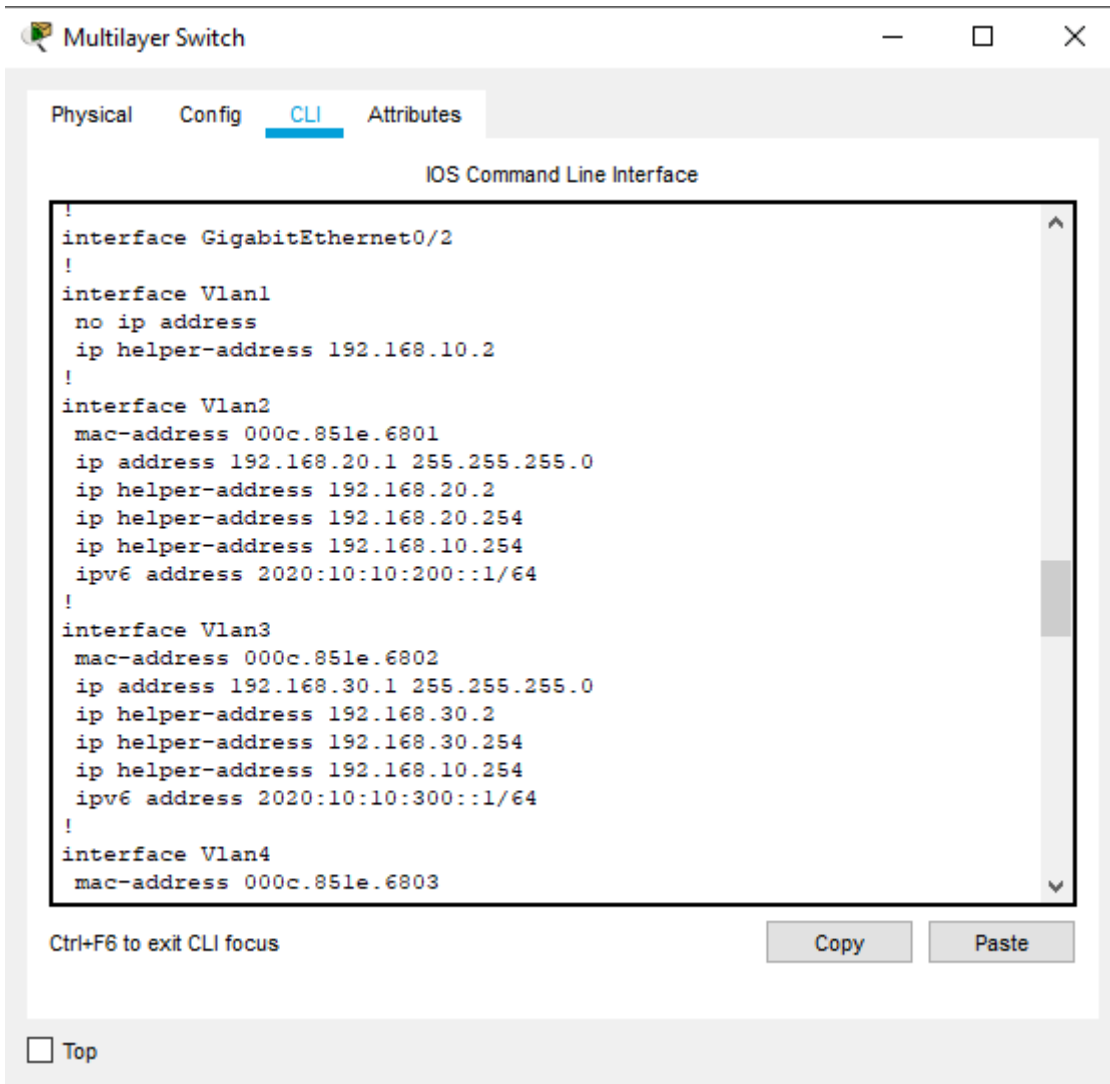 Multilayer Switch
Physical Config CLI Attributes
IOS Command Line Interface
!
interface GigabitEthernet0/2
!
interface Vlan1
no ip address
ip helper-address 192.168.10.2
!
interface Vlan2
mac-address 000c.851e.6801
ip address 192.168.20.1 255.255.255.0
ip helper-address 192.168.20.2
ip helper-address 192.168.20.254
ip helper-address 192.168.10.254
ipv6 address 2020:10:10:200::1/64
!
interface Vlan3
mac-address 000c.851e.6802
ip address 192.168.30.1 255.255.255.0
ip helper-address 192.168.30.2
ip helper-address 192.168.30.254
ip helper-address 192.168.10.254
ipv6 address 2020:10:10:300::1/64
!
interface Vlan4
mac-address 000c.851e.6803
Ctrl+F6 to exit CLI focus
Copy Paste
Top